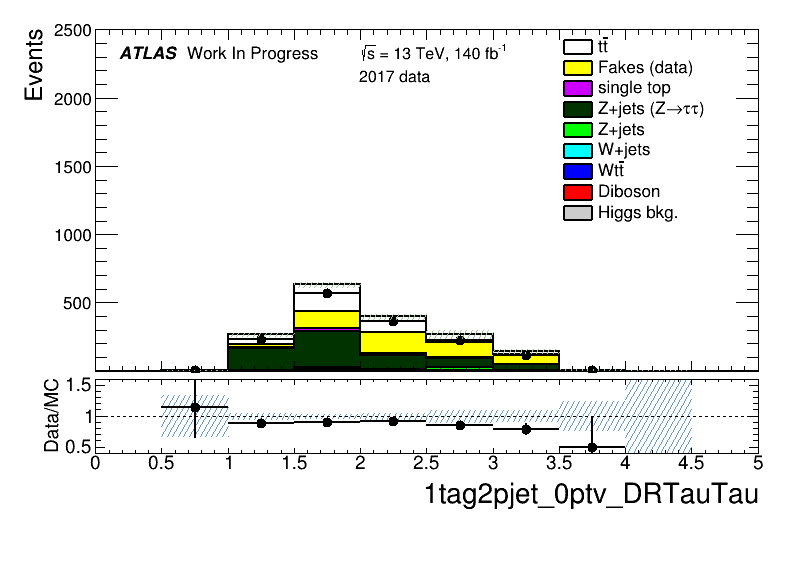 2500
2000
1500
1000
500
Events
ATLAS Work In Progress
√s = 13 TeV, 140 fb⁻¹
2017 data
tt̄
Fakes (data)
single top
Z+jets (Z→ττ)
Z+jets
W+jets
Wtt̄
Diboson
Higgs bkg.
1.5
1
0.5
Data/MC
0 0.5 1 1.5 2 2.5 3 3.5 4 4.5 5
1tag2pjet_0ptv_DRTauTau